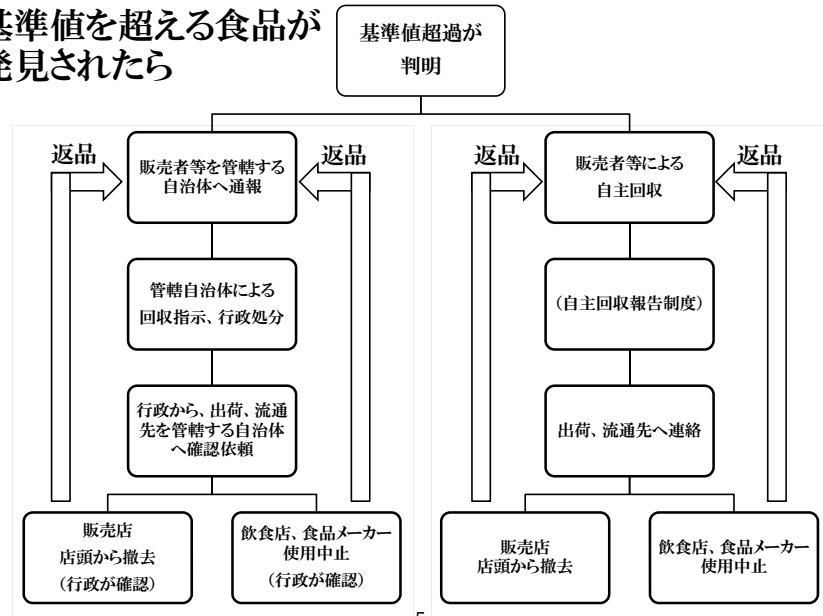 基準値を超える食品が
発見されたら
基準値超過が
判明
返品
販売者等を管轄する
自治体へ通報
返品
管轄自治体による
回収指示、行政処分
行政から、出荷、流通
先を管轄する自治体
へ確認依頼
販売店
店頭から撤去
(行政が確認)
飲食店、食品メーカー
使用中止
(行政が確認)
返品
販売者等による
自主回収
返品
(自主回収報告制度)
出荷、流通先へ連絡
販売店
店頭から撤去
飲食店、食品メーカー
使用中止